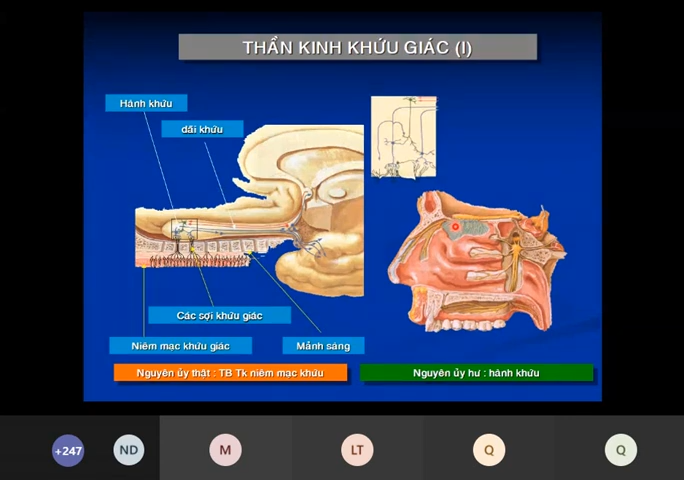 THẦN KINH KHỨU GIÁC (I)
Hành khứu
dãi khứu
Các sợi khứu giác
Niêm mạc khứu giác
Mảnh sàng
Nguyên ủy thật : TB Tk niêm mạc khứu
Nguyên ủy hư : hành khứu
+247
ND
M
LT
Q
Q